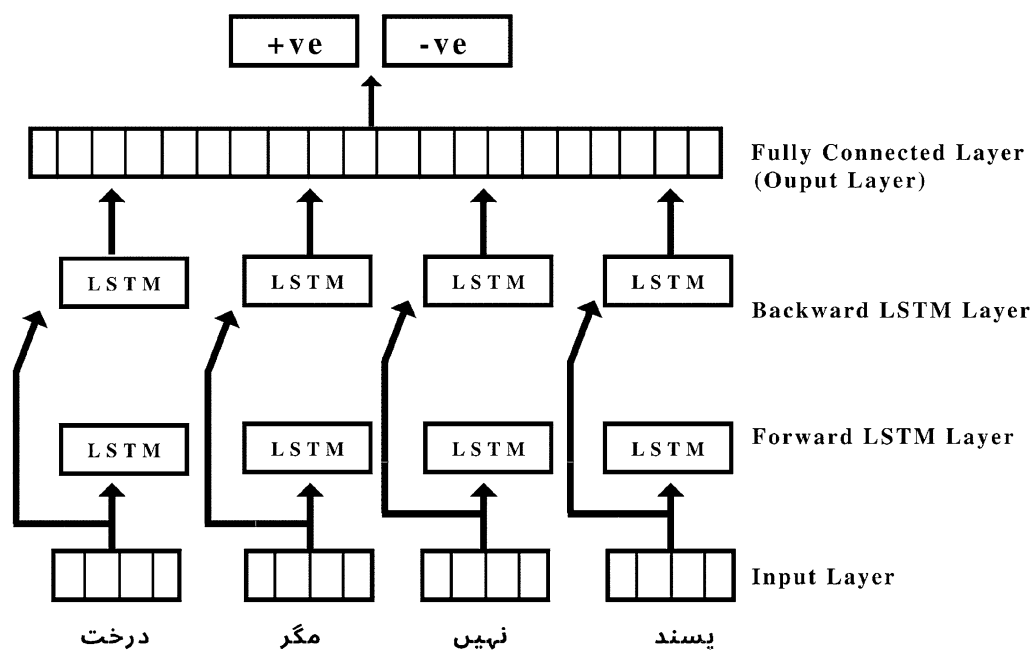 +ve -ve
Fully Connected Layer
(Ouput Layer)
LSTM LSTM LSTM LSTM
Backward LSTM Layer
LSTM LSTM LSTM LSTM
Forward LSTM Layer
Input Layer
درخت مگر نہیں پسند